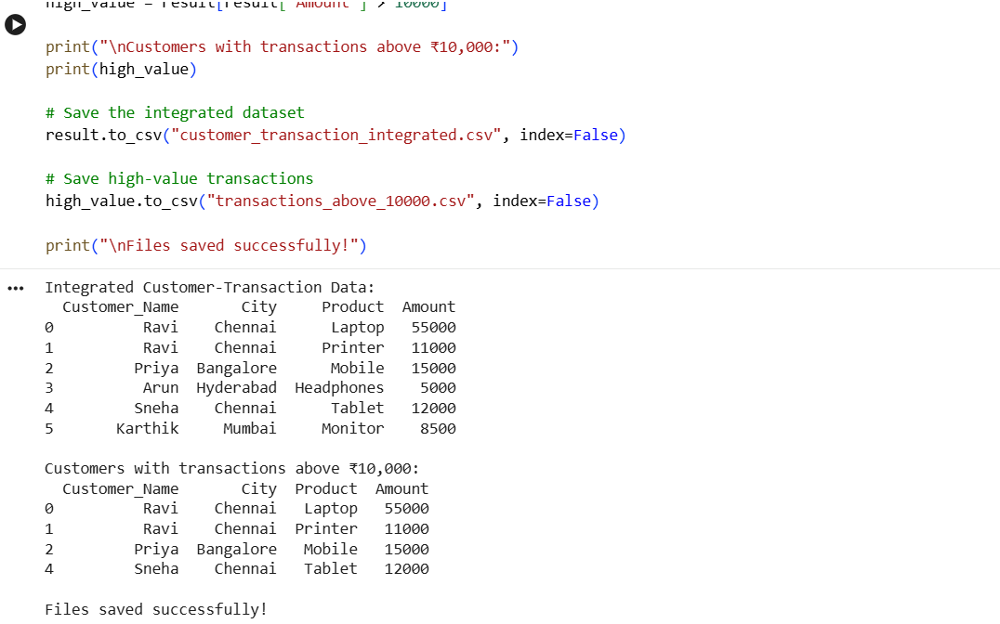 high_value = result[result["Amount"] > 10000]
print("\nCustomers with transactions above ₹10,000:")
print(high_value)
# Save the integrated dataset
result.to_csv("customer_transaction_integrated.csv", index=False)
# Save high-value transactions
high_value.to_csv("transactions_above_10000.csv", index=False)
print("\nFiles saved successfully!")
Integrated Customer-Transaction Data:
  Customer_Name       City     Product  Amount
0          Ravi    Chennai      Laptop   55000
1          Ravi    Chennai     Printer   11000
2         Priya  Bangalore      Mobile   15000
3          Arun  Hyderabad  Headphones    5000
4         Sneha    Chennai      Tablet   12000
5       Karthik     Mumbai     Monitor    8500
Customers with transactions above ₹10,000:
  Customer_Name       City  Product  Amount
0          Ravi    Chennai   Laptop   55000
1          Ravi    Chennai  Printer   11000
2         Priya  Bangalore   Mobile   15000
4         Sneha    Chennai   Tablet   12000
Files saved successfully!